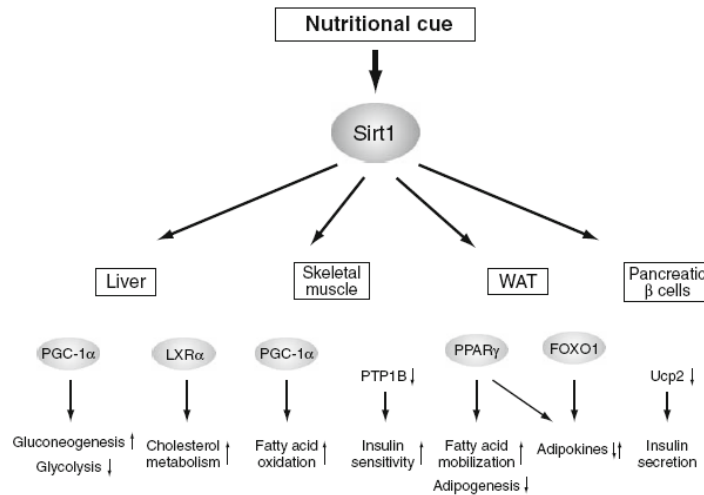 Nutritional cue
Sirt1
Liver
Skeletal
muscle
WAT
Pancreatic
β cells
PGC-1α
LXRα
PGC-1α
PTP1B↓
PPARγ
FOXO1
Ucp2↓
Gluconeogenesis↑
Glycolysis↓
Cholesterol
metabolism↑
Fatty acid
oxidation↑
Insulin
sensitivity↑
Fatty acid
mobilization↑
Adipogenesis↓
Adipokines↓↑
Insulin
secretion